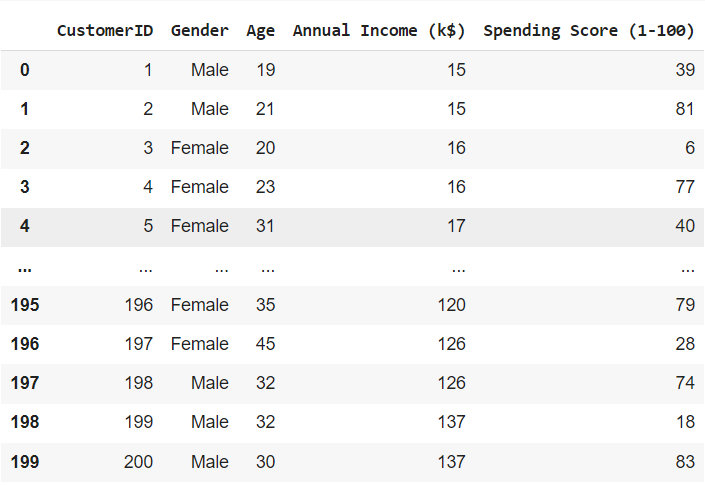 CustomerID Gender Age Annual Income (k$) Spending Score (1-100)
0 1 Male 19 15 39
1 2 Male 21 15 81
2 3 Female 20 16 6
3 4 Female 23 16 77
4 5 Female 31 17 40
... ... ... ... ... ...
195 196 Female 35 120 79
196 197 Female 45 126 28
197 198 Male 32 126 74
198 199 Male 32 137 18
199 200 Male 30 137 83